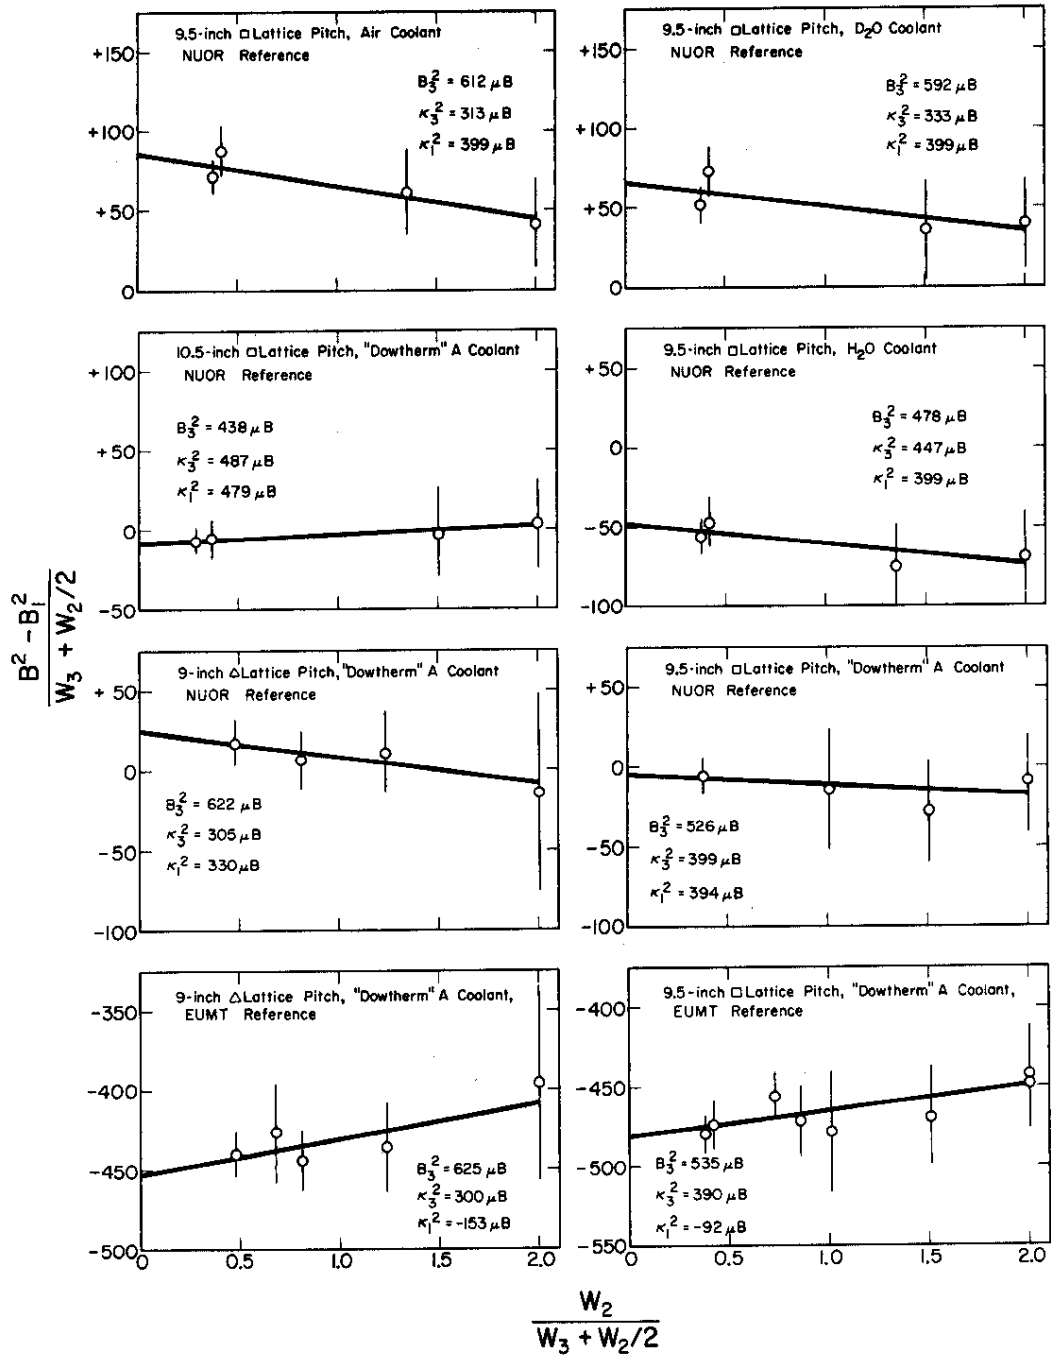 9.5-inch □ Lattice Pitch, Air Coolant
NUOR Reference
B₃² = 612 μB
κ₃² = 313 μB
κ₁² = 399 μB
+150
+100
+50
0
9.5-inch □ Lattice Pitch, D₂O Coolant
NUOR Reference
B₃² = 592 μB
κ₃² = 333 μB
κ₁² = 399 μB
+150
+100
+50
0
10.5-inch □ Lattice Pitch, "Dowtherm" A Coolant
NUOR Reference
B₃² = 438 μB
κ₃² = 487 μB
κ₁² = 479 μB
+100
+50
0
-50
9.5-inch □ Lattice Pitch, H₂O Coolant
NUOR Reference
B₃² = 478 μB
κ₃² = 447 μB
κ₁² = 399 μB
+50
0
-50
-100
B² - B₁²
W₃ + W₂/2
9-inch △ Lattice Pitch, "Dowtherm" A Coolant
NUOR Reference
B₃² = 622 μB
κ₃² = 305 μB
κ₁² = 330 μB
+50
0
-50
-100
9.5-inch □ Lattice Pitch, "Dowtherm" A Coolant
NUOR Reference
B₃² = 526 μB
κ₃² = 399 μB
κ₁² = 394 μB
+50
0
-50
-100
9-inch △ Lattice Pitch, "Dowtherm" A Coolant,
EUMT Reference
B₃² = 625 μB
κ₃² = 300 μB
κ₁² = -153 μB
-350
-400
-450
-500
0 0.5 1.0 1.5 2.0
9.5-inch □ Lattice Pitch, "Dowtherm" A Coolant,
EUMT Reference
B₃² = 535 μB
κ₃² = 390 μB
κ₁² = -92 μB
-400
-450
-500
-550
0 0.5 1.0 1.5 2.0
W₂
W₃ + W₂/2